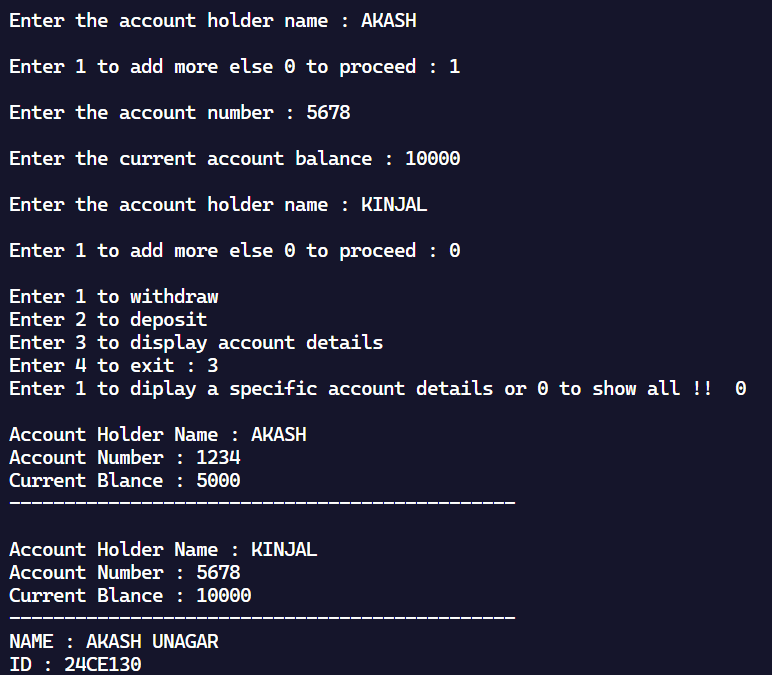 Enter the account holder name : AKASH
Enter 1 to add more else 0 to proceed : 1
Enter the account number : 5678
Enter the current account balance : 10000
Enter the account holder name : KINJAL
Enter 1 to add more else 0 to proceed : 0
Enter 1 to withdraw
Enter 2 to deposit
Enter 3 to display account details
Enter 4 to exit : 3
Enter 1 to diplay a specific account details or 0 to show all !!  0
Account Holder Name : AKASH
Account Number : 1234
Current Blance : 5000
----------------------------------------------
Account Holder Name : KINJAL
Account Number : 5678
Current Blance : 10000
----------------------------------------------
NAME : AKASH UNAGAR
ID : 24CE130